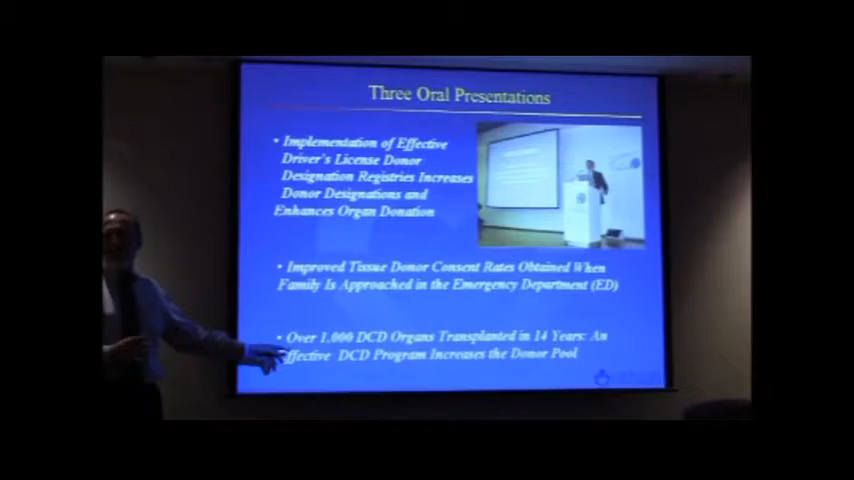 Three Oral Presentations
• Implementation of Effective
Driver's License Donor
Designation Registries Increases
Donor Designations and
Enhances Organ Donation
• Improved Tissue Donor Consent Rates Obtained When
Family Is Approached in the Emergency Department (ED)
• Over 1,000 DCD Organs Transplanted in 14 Years: An
Effective DCD Program Increases the Donor Pool